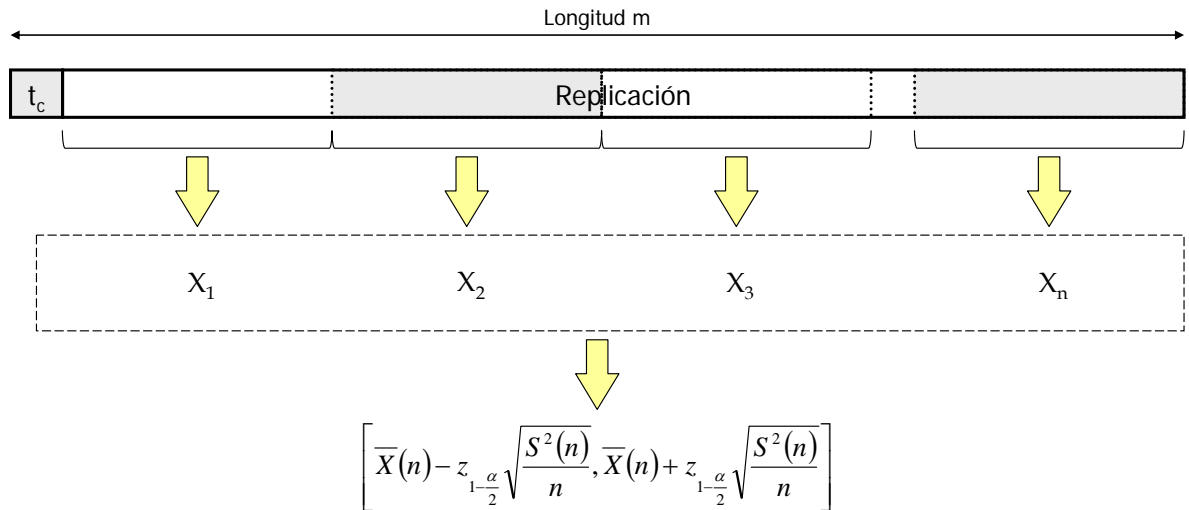 Longitud m
t_c Replicación
X_1 X_2 X_3 X_n
[ X̄(n) − z_{1−α/2} √(S²(n)/n), X̄(n) + z_{1−α/2} √(S²(n)/n) ]